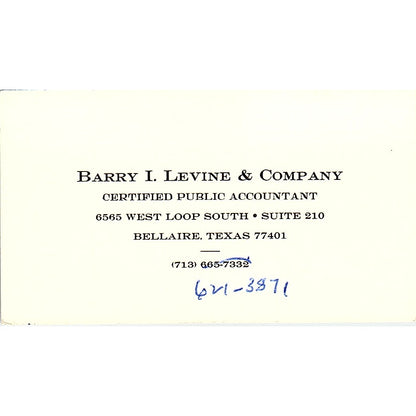 BARRY I. LEVINE & COMPANY
CERTIFIED PUBLIC ACCOUNTANT
6565 WEST LOOP SOUTH • SUITE 210
BELLAIRE, TEXAS 77401
(713) 665-7332
621-3871